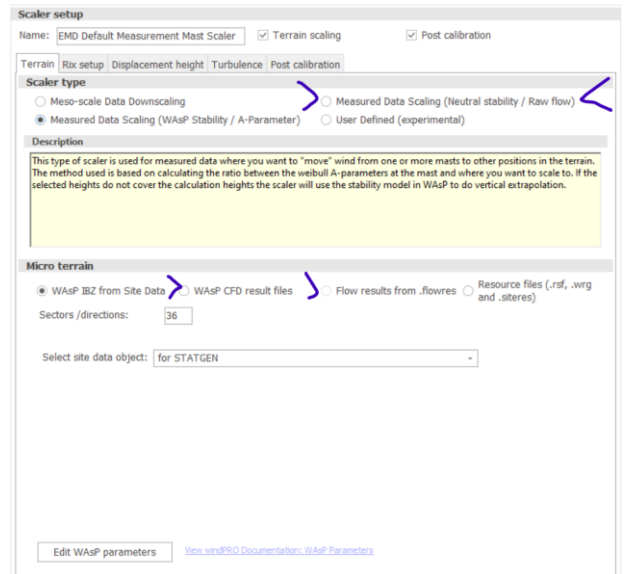 Scaler setup
Name: EMD Default Measurement Mast Scaler Terrain scaling Post calibration
Terrain Rix setup Displacement height Turbulence Post calibration
Scaler type
Meso-scale Data Downscaling Measured Data Scaling (Neutral stability / Raw flow)
Measured Data Scaling (WAsP Stability / A-Parameter) User Defined (experimental)
Description
This type of scaler is used for measured data where you want to "move" wind from one or more masts to other positions in the terrain.
The method used is based on calculating the ratio between the weibull A-parameters at the mast and where you want to scale to. If the
selected heights do not cover the calculation heights the scaler will use the stability model in WAsP to do vertical extrapolation.
Micro terrain
WAsP IBZ from Site Data WAsP CFD result files Flow results from .flowres Resource files (.rsf, .wrg
and .siteres)
Sectors /directions: 36
Select site data object: for STATGEN
Edit WAsP parameters View windPRO Documentation: WAsP Parameters